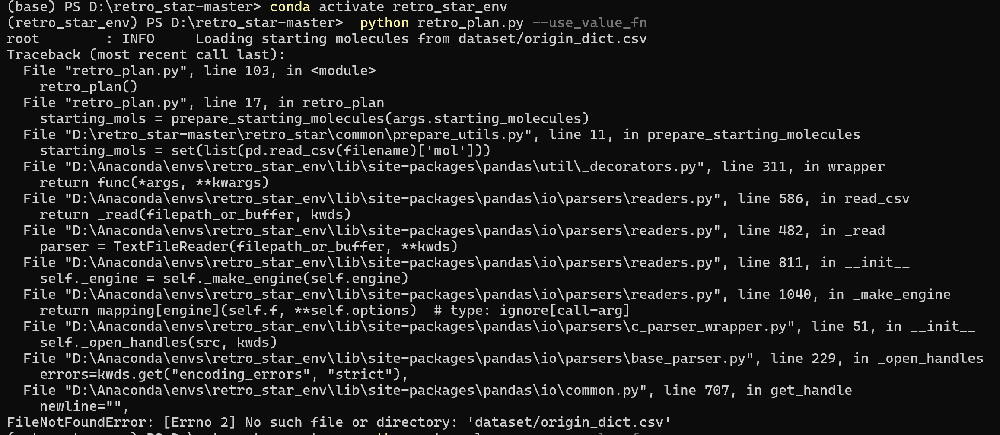 (base) PS D:\retro_star-master> conda activate retro_star_env
(retro_star_env) PS D:\retro_star-master>  python retro_plan.py --use_value_fn
root        : INFO     Loading starting molecules from dataset/origin_dict.csv
Traceback (most recent call last):
  File "retro_plan.py", line 103, in <module>
    retro_plan()
  File "retro_plan.py", line 17, in retro_plan
    starting_mols = prepare_starting_molecules(args.starting_molecules)
  File "D:\retro_star-master\retro_star\common\prepare_utils.py", line 11, in prepare_starting_molecules
    starting_mols = set(list(pd.read_csv(filename)['mol']))
  File "D:\Anaconda\envs\retro_star_env\lib\site-packages\pandas\util\_decorators.py", line 311, in wrapper
    return func(*args, **kwargs)
  File "D:\Anaconda\envs\retro_star_env\lib\site-packages\pandas\io\parsers\readers.py", line 586, in read_csv
    return _read(filepath_or_buffer, kwds)
  File "D:\Anaconda\envs\retro_star_env\lib\site-packages\pandas\io\parsers\readers.py", line 482, in _read
    parser = TextFileReader(filepath_or_buffer, **kwds)
  File "D:\Anaconda\envs\retro_star_env\lib\site-packages\pandas\io\parsers\readers.py", line 811, in __init__
    self._engine = self._make_engine(self.engine)
  File "D:\Anaconda\envs\retro_star_env\lib\site-packages\pandas\io\parsers\readers.py", line 1040, in _make_engine
    return mapping[engine](self.f, **self.options)  # type: ignore[call-arg]
  File "D:\Anaconda\envs\retro_star_env\lib\site-packages\pandas\io\parsers\c_parser_wrapper.py", line 51, in __init__
    self._open_handles(src, kwds)
  File "D:\Anaconda\envs\retro_star_env\lib\site-packages\pandas\io\parsers\base_parser.py", line 229, in _open_handles
    errors=kwds.get("encoding_errors", "strict"),
  File "D:\Anaconda\envs\retro_star_env\lib\site-packages\pandas\io\common.py", line 707, in get_handle
    newline="",
FileNotFoundError: [Errno 2] No such file or directory: 'dataset/origin_dict.csv'